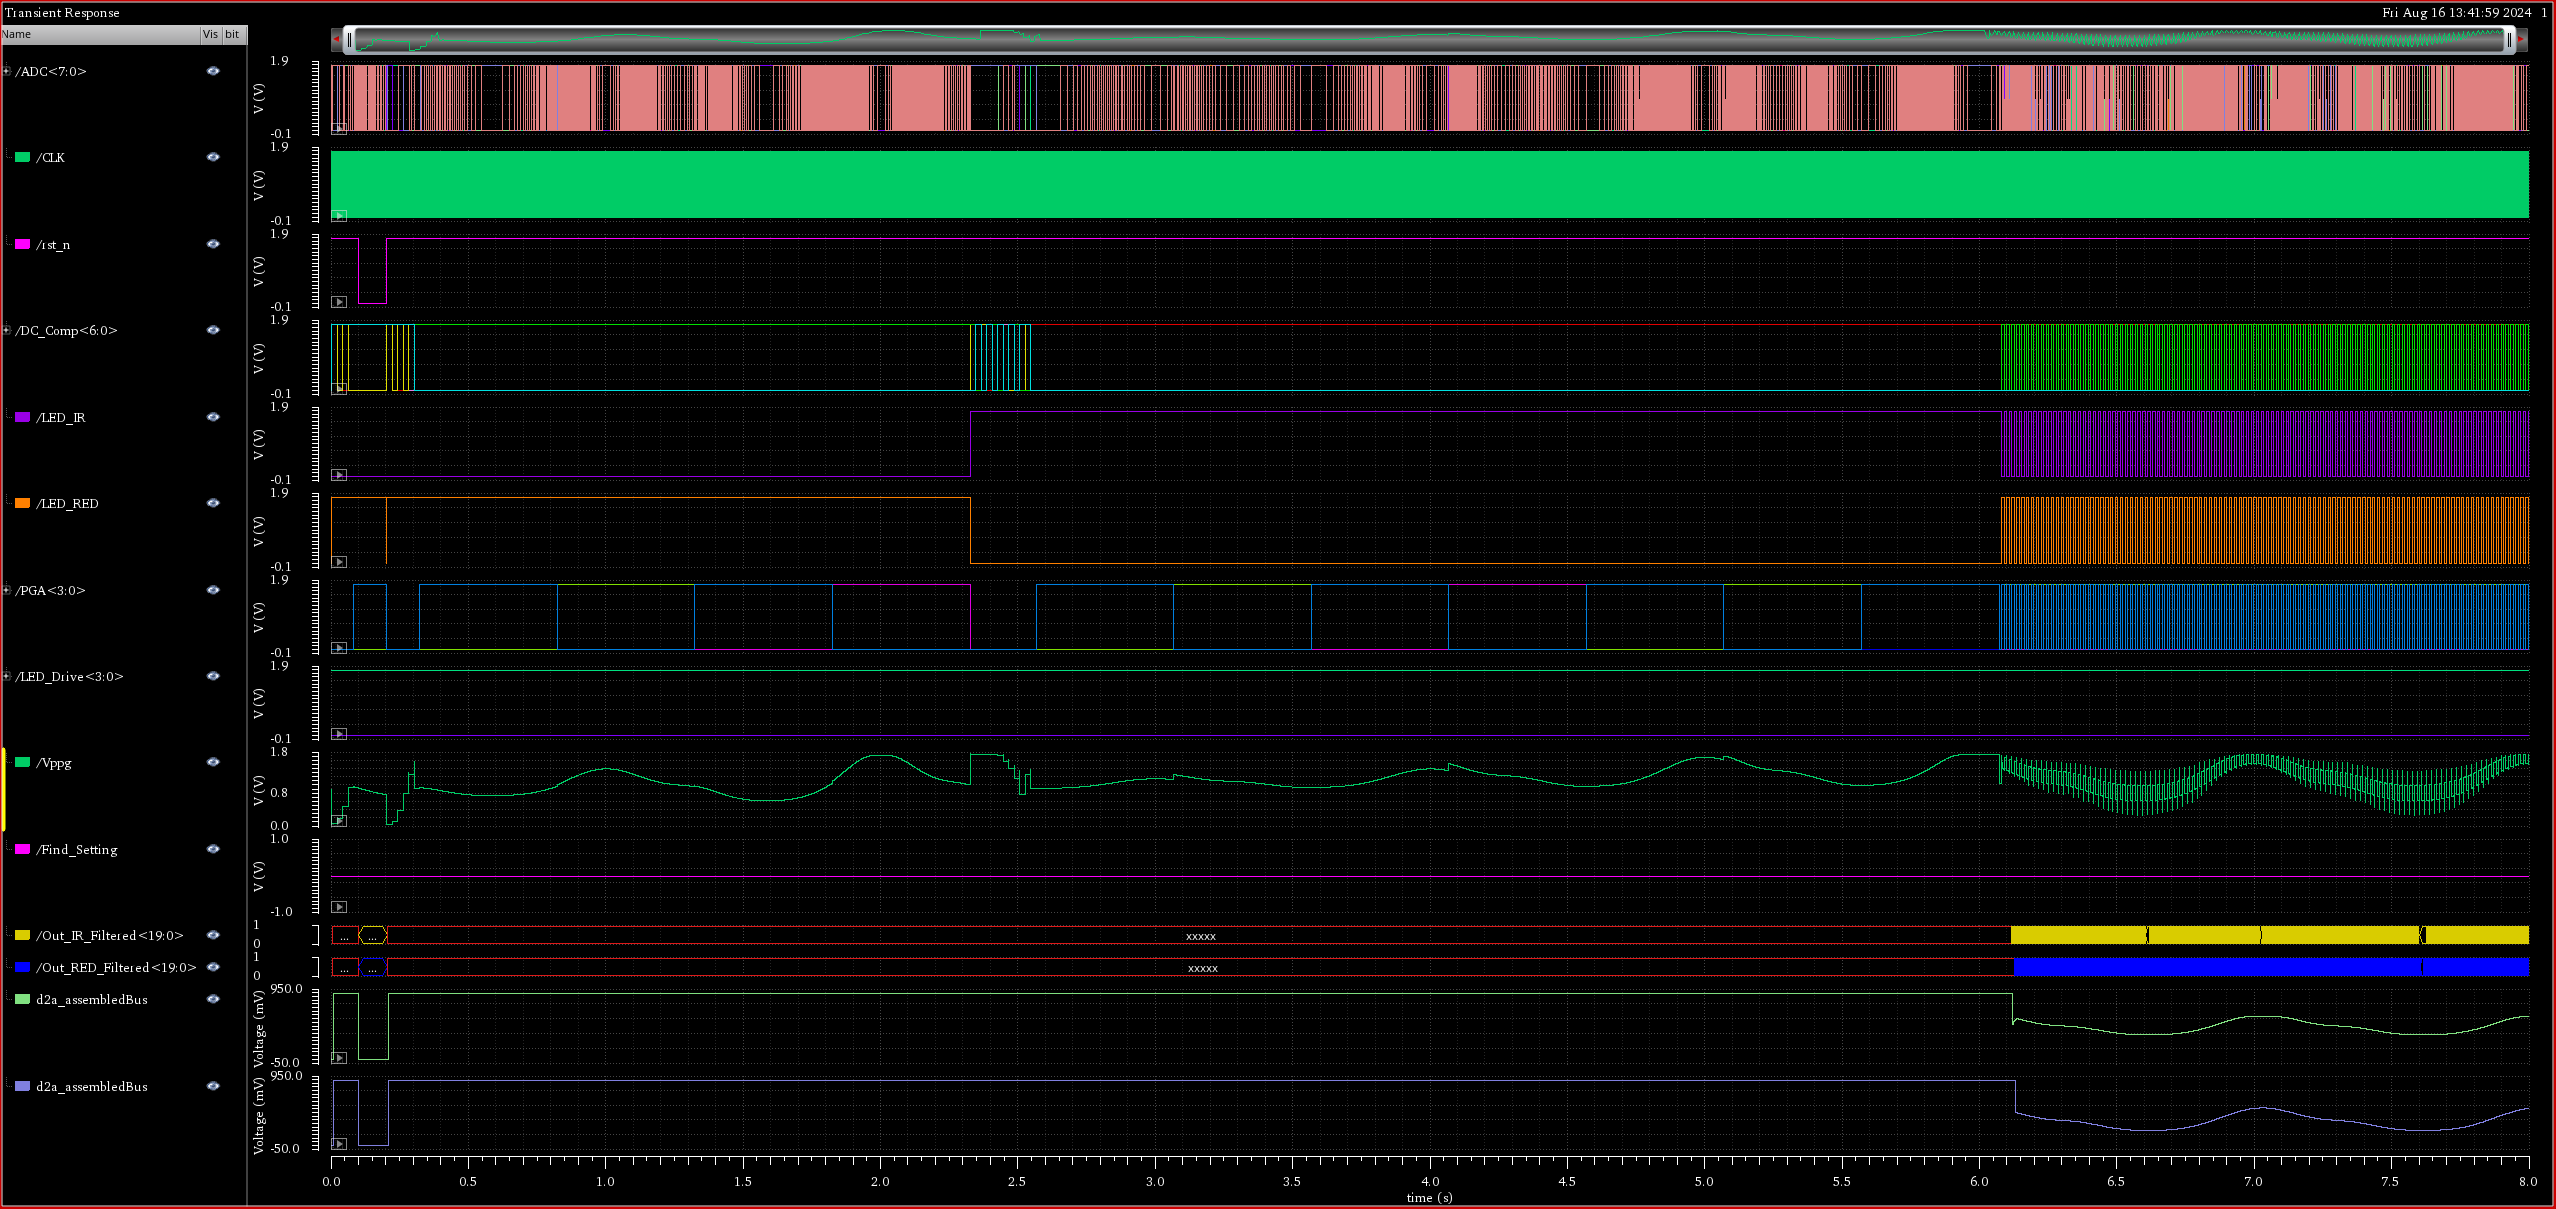 Transient Response
Fri Aug 16 13:41:59 2024 1
Name Vis bit
/ADC<7:0>
V (V)
1.9
-0.1
/CLK
V (V)
1.9
-0.1
/rst_n
V (V)
1.9
-0.1
/DC_Comp<6:0>
V (V)
1.9
-0.1
/LED_IR
V (V)
1.9
-0.1
/LED_RED
V (V)
1.9
-0.1
/PGA<3:0>
V (V)
1.9
-0.1
/LED_Drive<3:0>
V (V)
1.9
-0.1
/Vppg
V (V)
1.8
0.8
0.0
/Find_Setting
V (V)
1.0
-1.0
/Out_IR_Filtered<19:0>
1
0
... ... xxxxx
/Out_RED_Filtered<19:0>
1
0
... ... xxxxx
d2a_assembledBus
Voltage (mV)
950.0
-50.0
d2a_assembledBus
Voltage (mV)
950.0
-50.0
0.0 0.5 1.0 1.5 2.0 2.5 3.0 3.5 4.0 4.5 5.0 5.5 6.0 6.5 7.0 7.5 8.0
time (s)